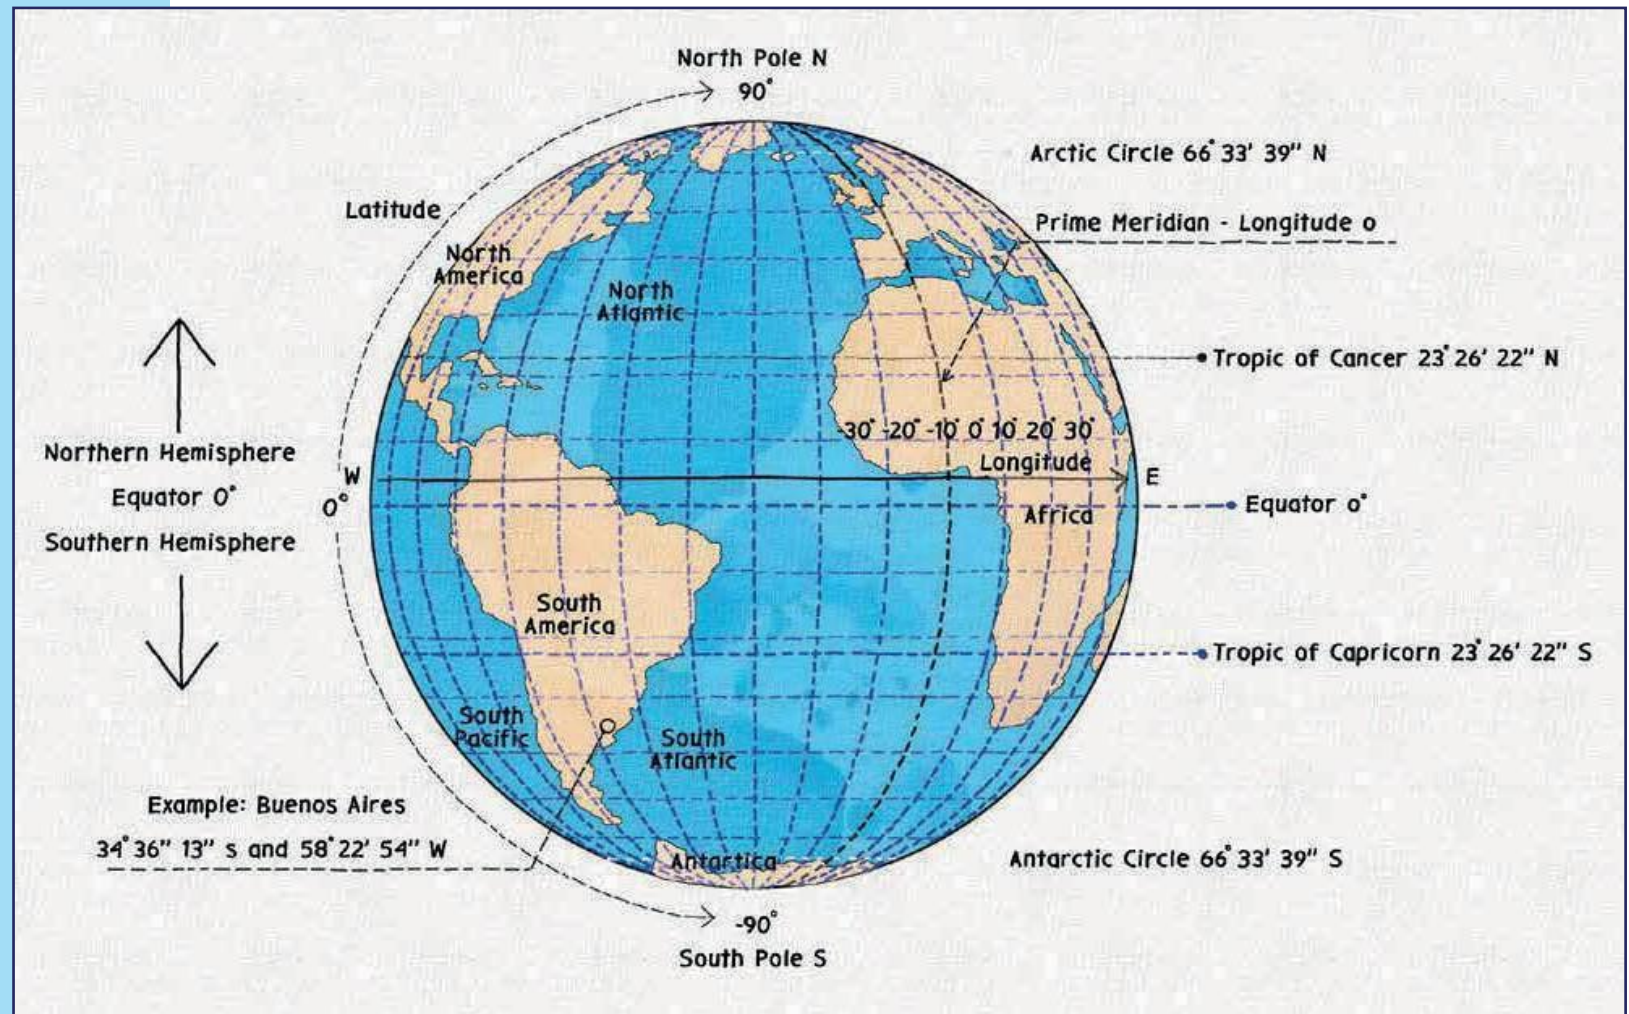 North Pole N
90°
Arctic Circle 66° 33' 39" N
Latitude
Prime Meridian - Longitude o
North
America
North
Atlantic
Tropic of Cancer 23° 26' 22" N
-30° -20° -10° 0° 10° 20° 30°
Northern Hemisphere
Longitude
W
E
Equator 0°
0°
Equator o°
Africa
Southern Hemisphere
South
America
Tropic of Capricorn 23° 26' 22" S
South
Pacific
South
Atlantic
Example: Buenos Aires
34° 36" 13" s and 58° 22' 54" W
Antartica
Antarctic Circle 66° 33' 39" S
-90°
South Pole S